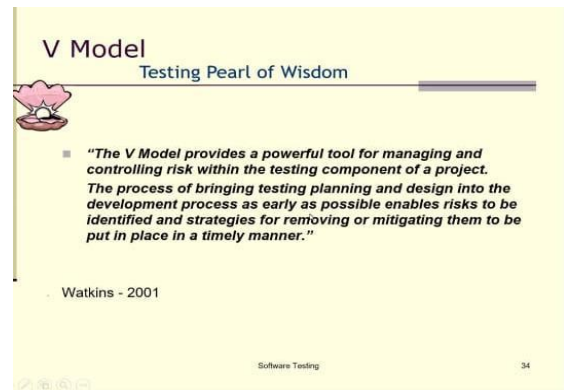 V Model
Testing Pearl of Wisdom
"The V Model provides a powerful tool for managing and
controlling risk within the testing component of a project.
The process of bringing testing planning and design into the
development process as early as possible enables risks to be
identified and strategies for removing or mitigating them to be
put in place in a timely manner."
Watkins - 2001
Software Testing 34